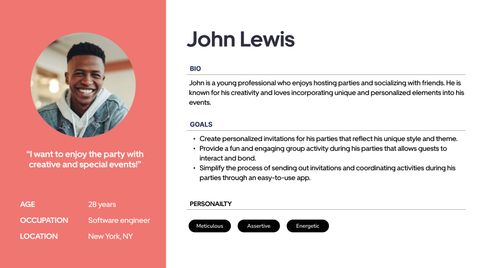 John Lewis
BIO
John is a young professional who enjoys hosting parties and socializing with friends. He is
known for his creativity and loves incorporating unique and personalized elements into his
events.
GOALS
• Create personalized invitations for his parties that reflect his unique style and theme.
• Provide a fun and engaging group activity during his parties that allows guests to
interact and bond.
• Simplify the process of sending out invitations and coordinating activities during his
parties through an easy-to-use app.
PERSONAILTY
Meticulous Assertive Energetic
"I want to enjoy the party with
creative and special events!"
AGE 28 years
OCCUPATION Software engineer
LOCATION New York, NY